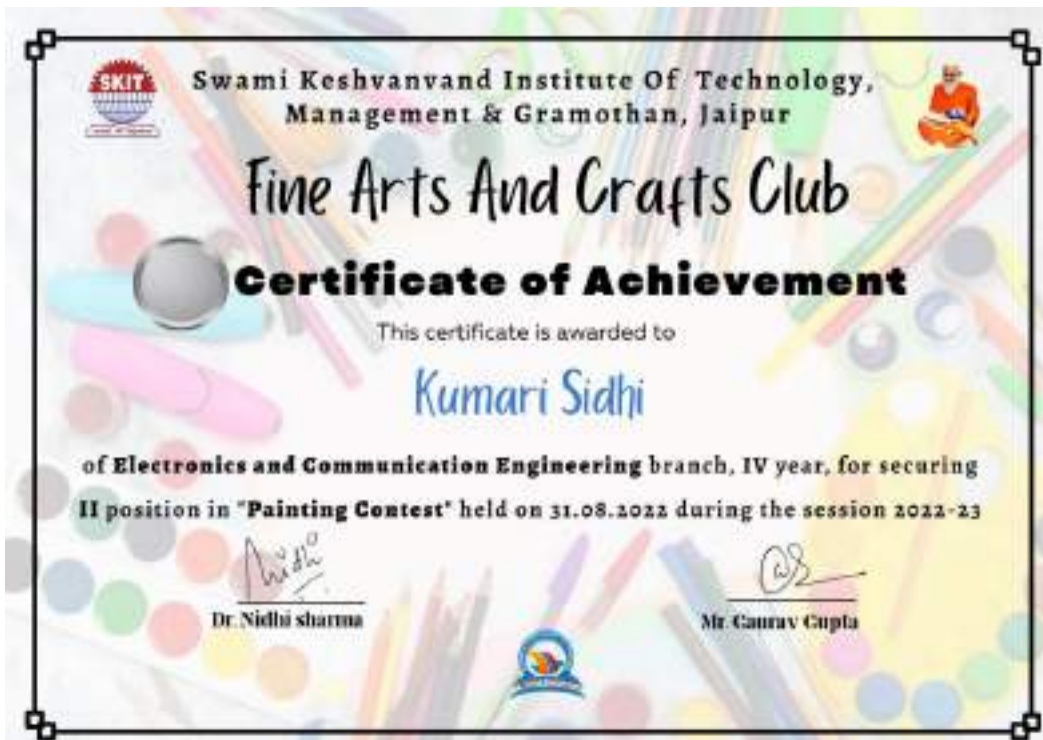 SKIT
Swami Keshvanvand Institute Of Technology,
Management & Gramothan, Jaipur
Fine Arts And Crafts Club
Certificate of Achievement
This certificate is awarded to
Kumari Sidhi
of Electronics and Communication Engineering branch, IV year, for securing
II position in "Painting Contest" held on 31.08.2022 during the session 2022-23
Nidhi
Dr. Nidhi sharma
Mr. Gaurav Gupta